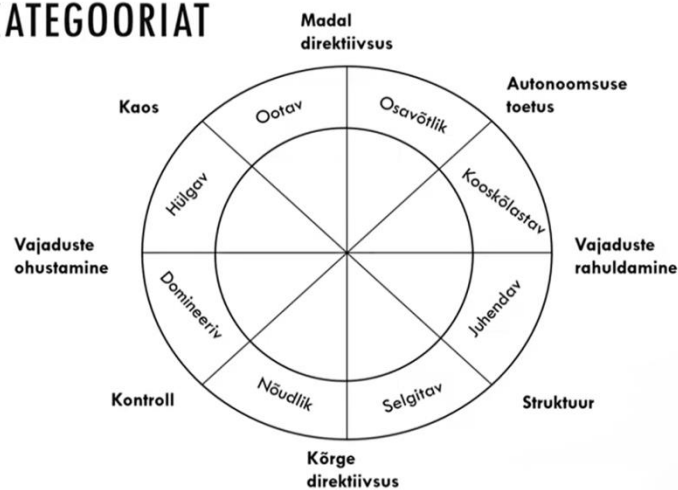 KATEGOORIAT
Madal
direktiivsus
Kaos
Autonoomsuse
toetus
Ootav
Osavõtlik
Hülgav
Kooskõlastav
Vajaduste
ohustamine
Vajaduste
rahuldamine
Domineeriv
Juhendav
Nõudlik
Selgitav
Kontroll
Struktuur
Kõrge
direktiivsus